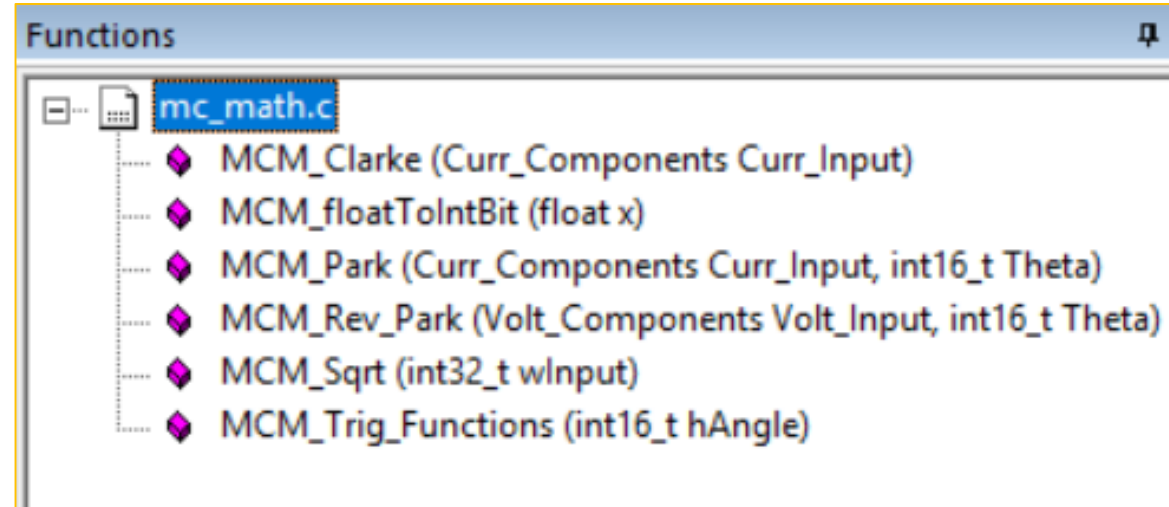 Functions
mc_math.c
MCM_Clarke (Curr_Components Curr_Input)
MCM_floatToIntBit (float x)
MCM_Park (Curr_Components Curr_Input, int16_t Theta)
MCM_Rev_Park (Volt_Components Volt_Input, int16_t Theta)
MCM_Sqrt (int32_t wInput)
MCM_Trig_Functions (int16_t hAngle)